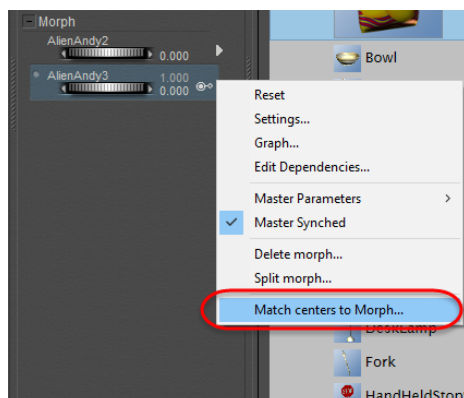 Morph
AlienAndy2
0.000
AlienAndy3
1.000
0.000
Bowl
Reset
Settings...
Graph...
Edit Dependencies...
Master Parameters
Master Synched
Delete morph...
Split morph...
Match centers to Morph...
DeskLamp
Fork
HandHeldStop